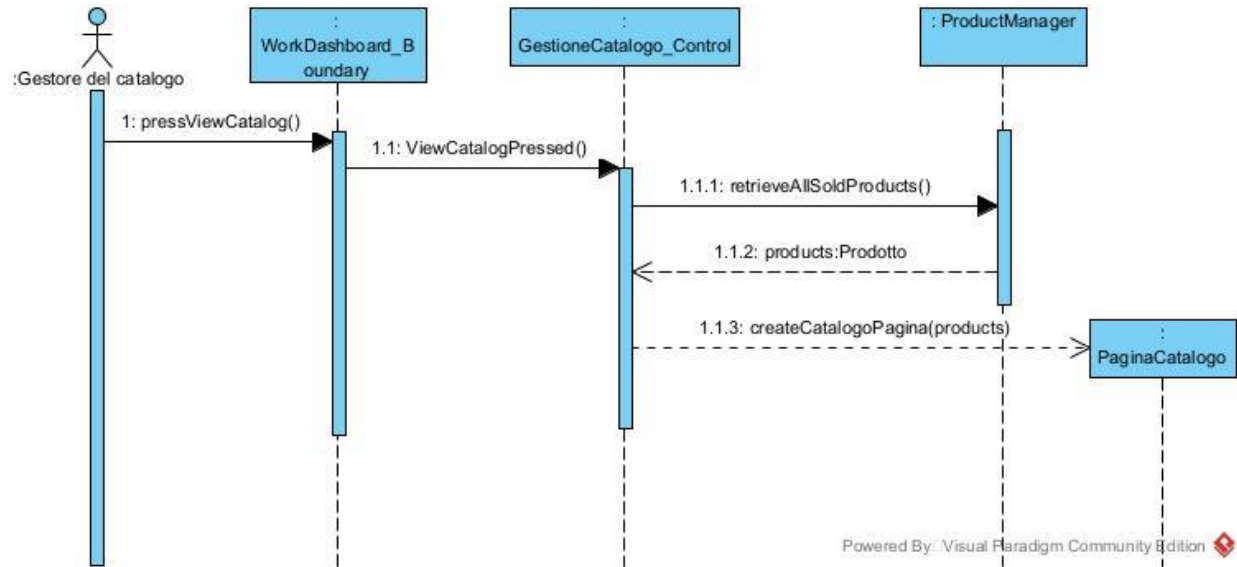 :
WorkDashboard_B
oundary
:
GestioneCatalogo_Control
: ProductManager
:Gestore del catalogo
1: pressViewCatalog()
1.1: ViewCatalogPressed()
1.1.1: retrieveAllSoldProducts()
1.1.2: products:Prodotto
1.1.3: createCatalogoPagina(products)
:
PaginaCatalogo
Powered By Visual Paradigm Community Edition